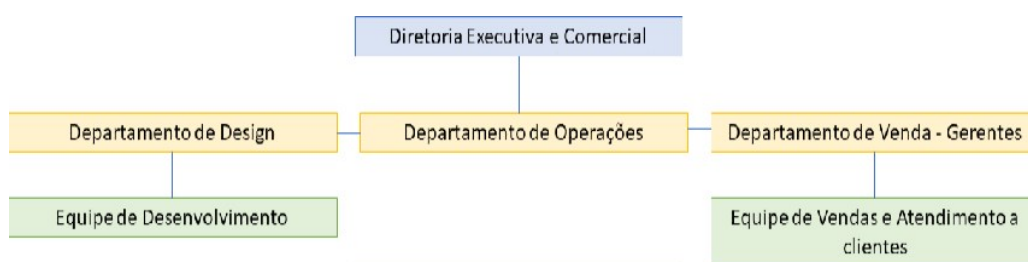 Diretoria Executiva e Comercial
Departamento de Design
Departamento de Operações
Departamento de Venda - Gerentes
Equipe de Desenvolvimento
Equipe de Vendas e Atendimento a
clientes